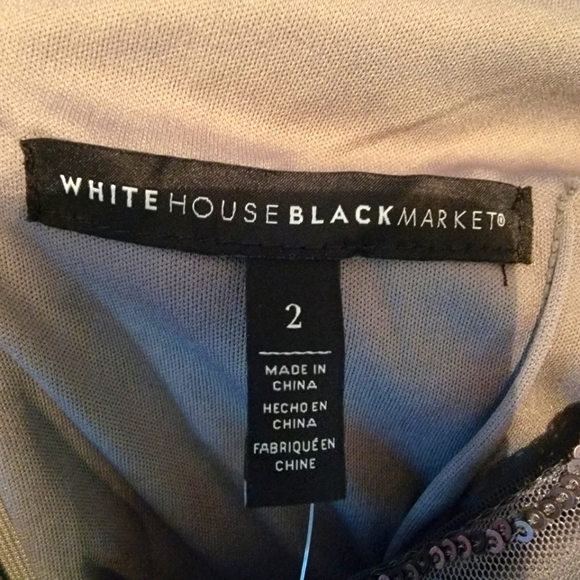 WHITE HOUSE BLACK MARKET®
2
MADE IN
CHINA
HECHO EN
CHINA
FABRIQUÉ EN
CHINE